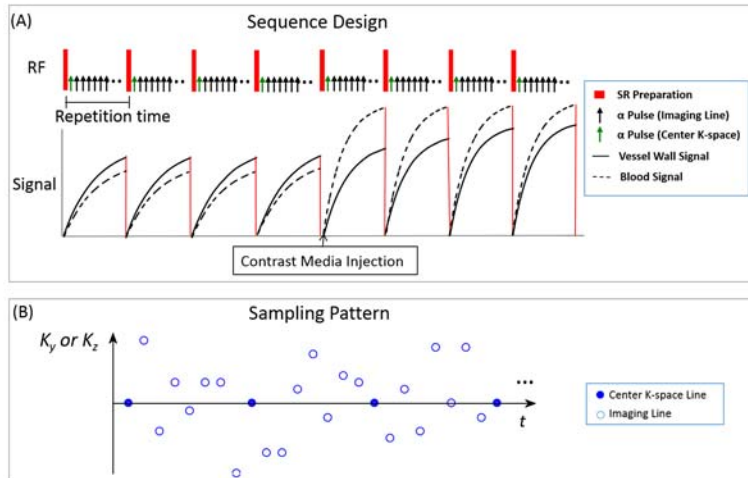 (A)
Sequence Design
RF
Repetition time
Signal
Contrast Media Injection
SR Preparation
α Pulse (Imaging Line)
α Pulse (Center K-space)
Vessel Wall Signal
Blood Signal
(B)
Sampling Pattern
Ky or Kz
...
t
Center K-space Line
Imaging Line